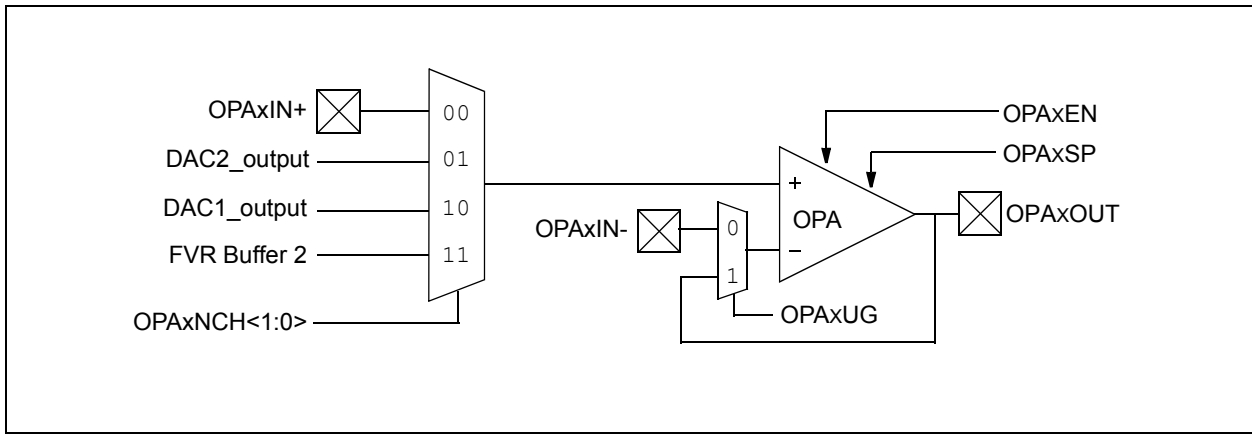 OPAxIN+
00
OPAxEN
DAC2_output
01
OPAxSP
DAC1_output
10
+
OPA
OPAxOUT
OPAxIN-
0
FVR Buffer 2
11
−
1
OPAxNCH<1:0>
OPAxUG